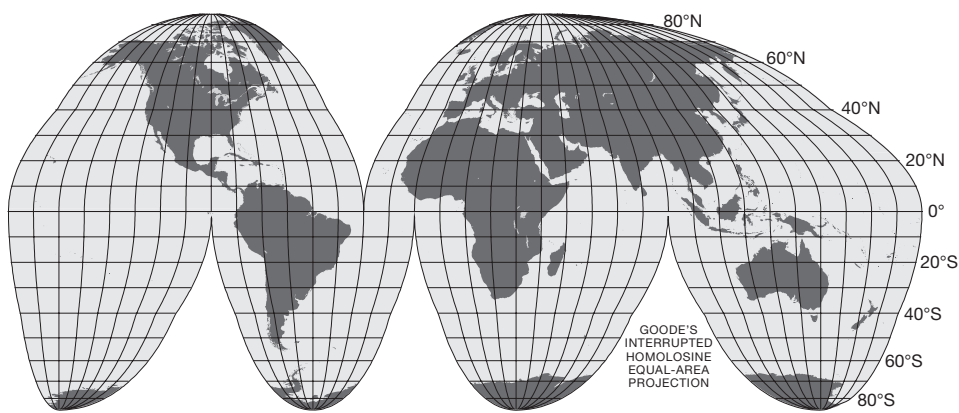 80°N
60°N
40°N
20°N
0°
20°S
40°S
60°S
80°S
GOODE'S
INTERRUPTED
HOMOLOSINE
EQUAL-AREA
PROJECTION